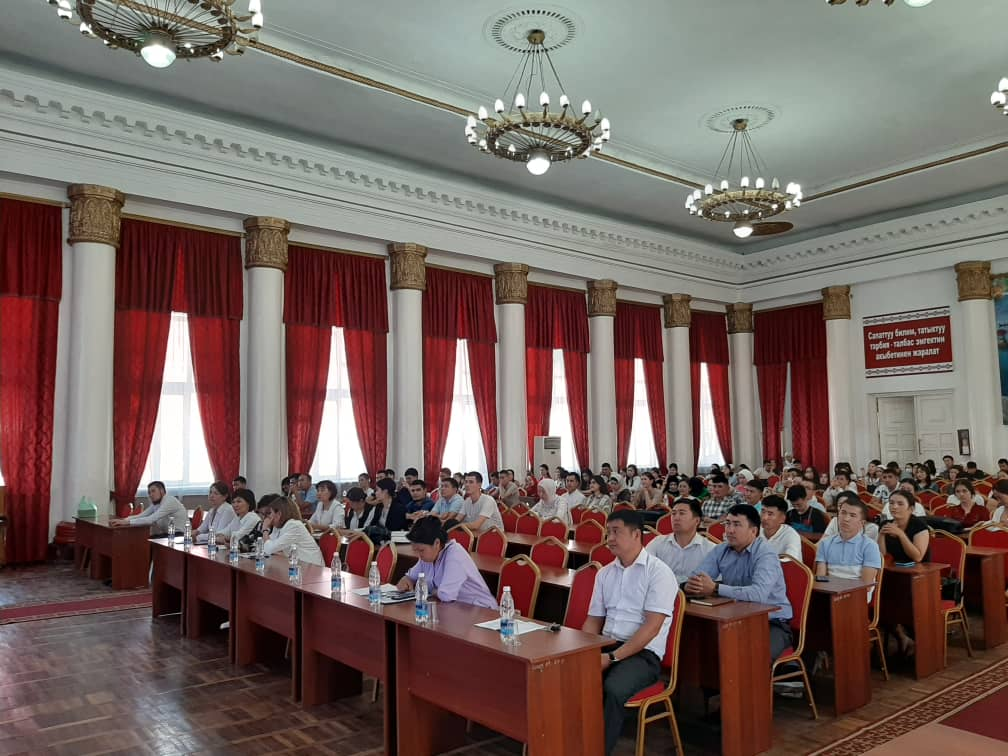 Сапаттуу билим, татыктуу
тарбия - талбас эмгектин
акыбетинен жаралат